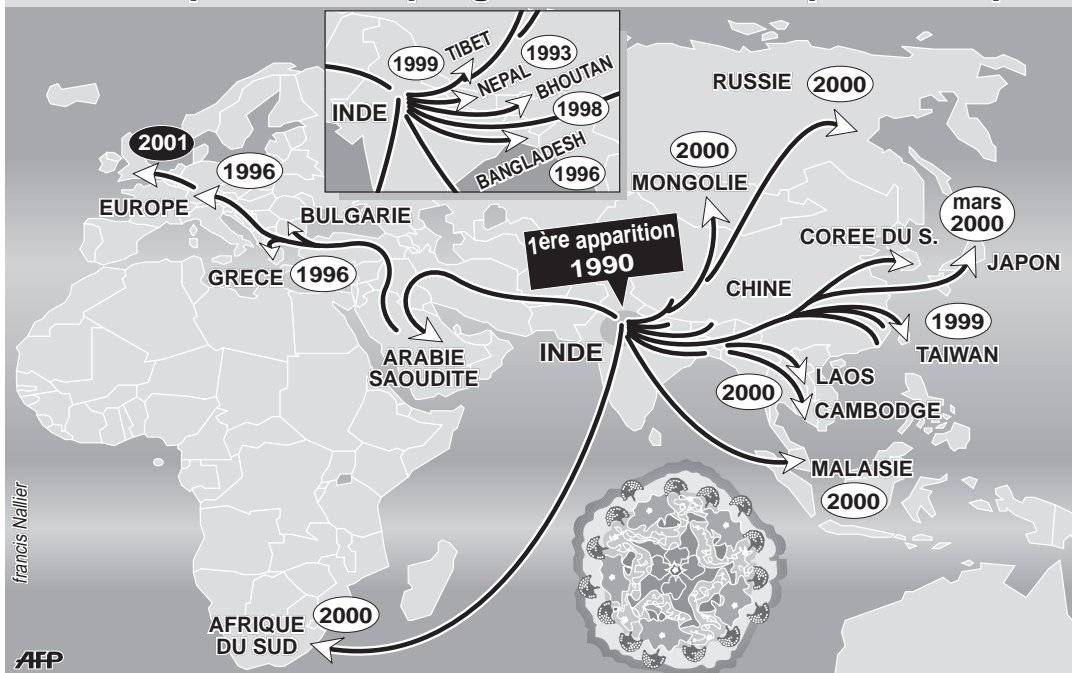 1999
TIBET
1993
NEPAL
BHOUTAN
INDE
1998
BANGLADESH
1996
RUSSIE
2000
2001
1996
EUROPE
BULGARIE
GRECE
1996
2000
MONGOLIE
mars
2000
COREE DU S.
JAPON
1ère apparition
1990
CHINE
INDE
1999
TAIWAN
ARABIE
SAOUDITE
LAOS
2000
CAMBODGE
MALAISIE
2000
francis Nallier
AFRIQUE
DU SUD
2000
AFP